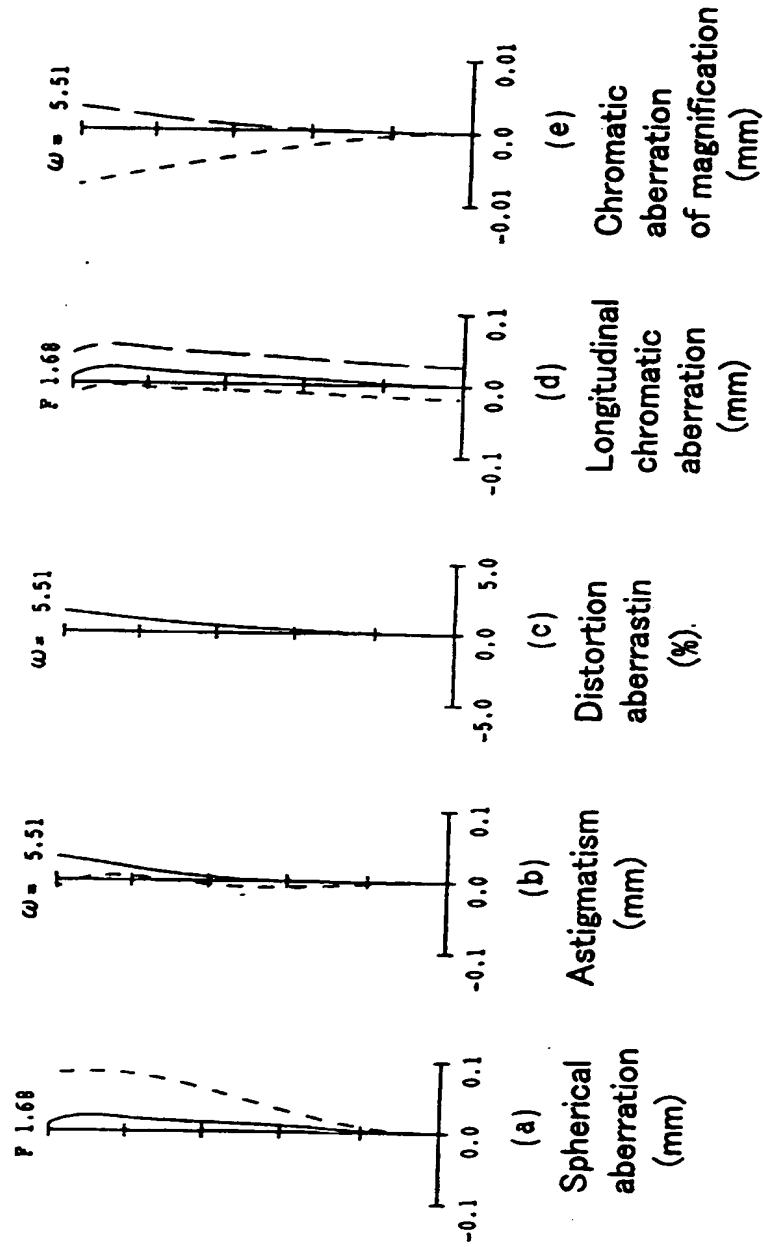 F 1.68
-0.1 0.0 0.1
(a)
Spherical
aberration
(mm)
ω = 5.51
-0.1 0.0 0.1
(b)
Astigmatism
(mm)
ω = 5.51
-5.0 0.0 5.0
(c)
Distortion
aberrastin
(%).
F 1.68
-0.1 0.0 0.1
(d)
Longitudinal
chromatic
aberration
(mm)
ω = 5.51
-0.01 0.0 0.01
(e)
Chromatic
aberration
of magnification
(mm)